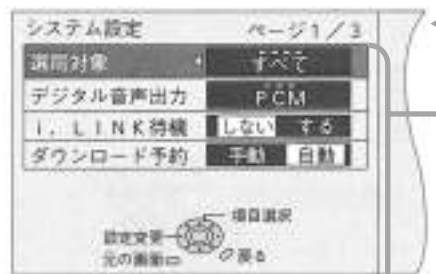 システム設定 ページ1/3
選局対象 すべて
デジタル音声出力 PCM
i.LINK待機 しない する
ダウンロード予約 手動 自動
項目選択
設定変更
元の画面 戻る